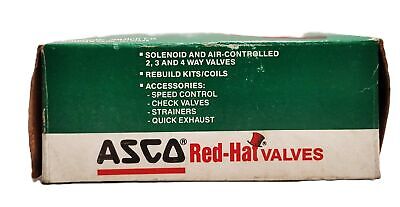 • SOLENOID AND AIR-CONTROLLED
2, 3 AND 4 WAY VALVES
• REBUILD KITS/COILS
• ACCESSORIES:
- SPEED CONTROL
- CHECK VALVES
- STRAINERS
- QUICK EXHAUST
ASCO® Red-Hat® VALVES